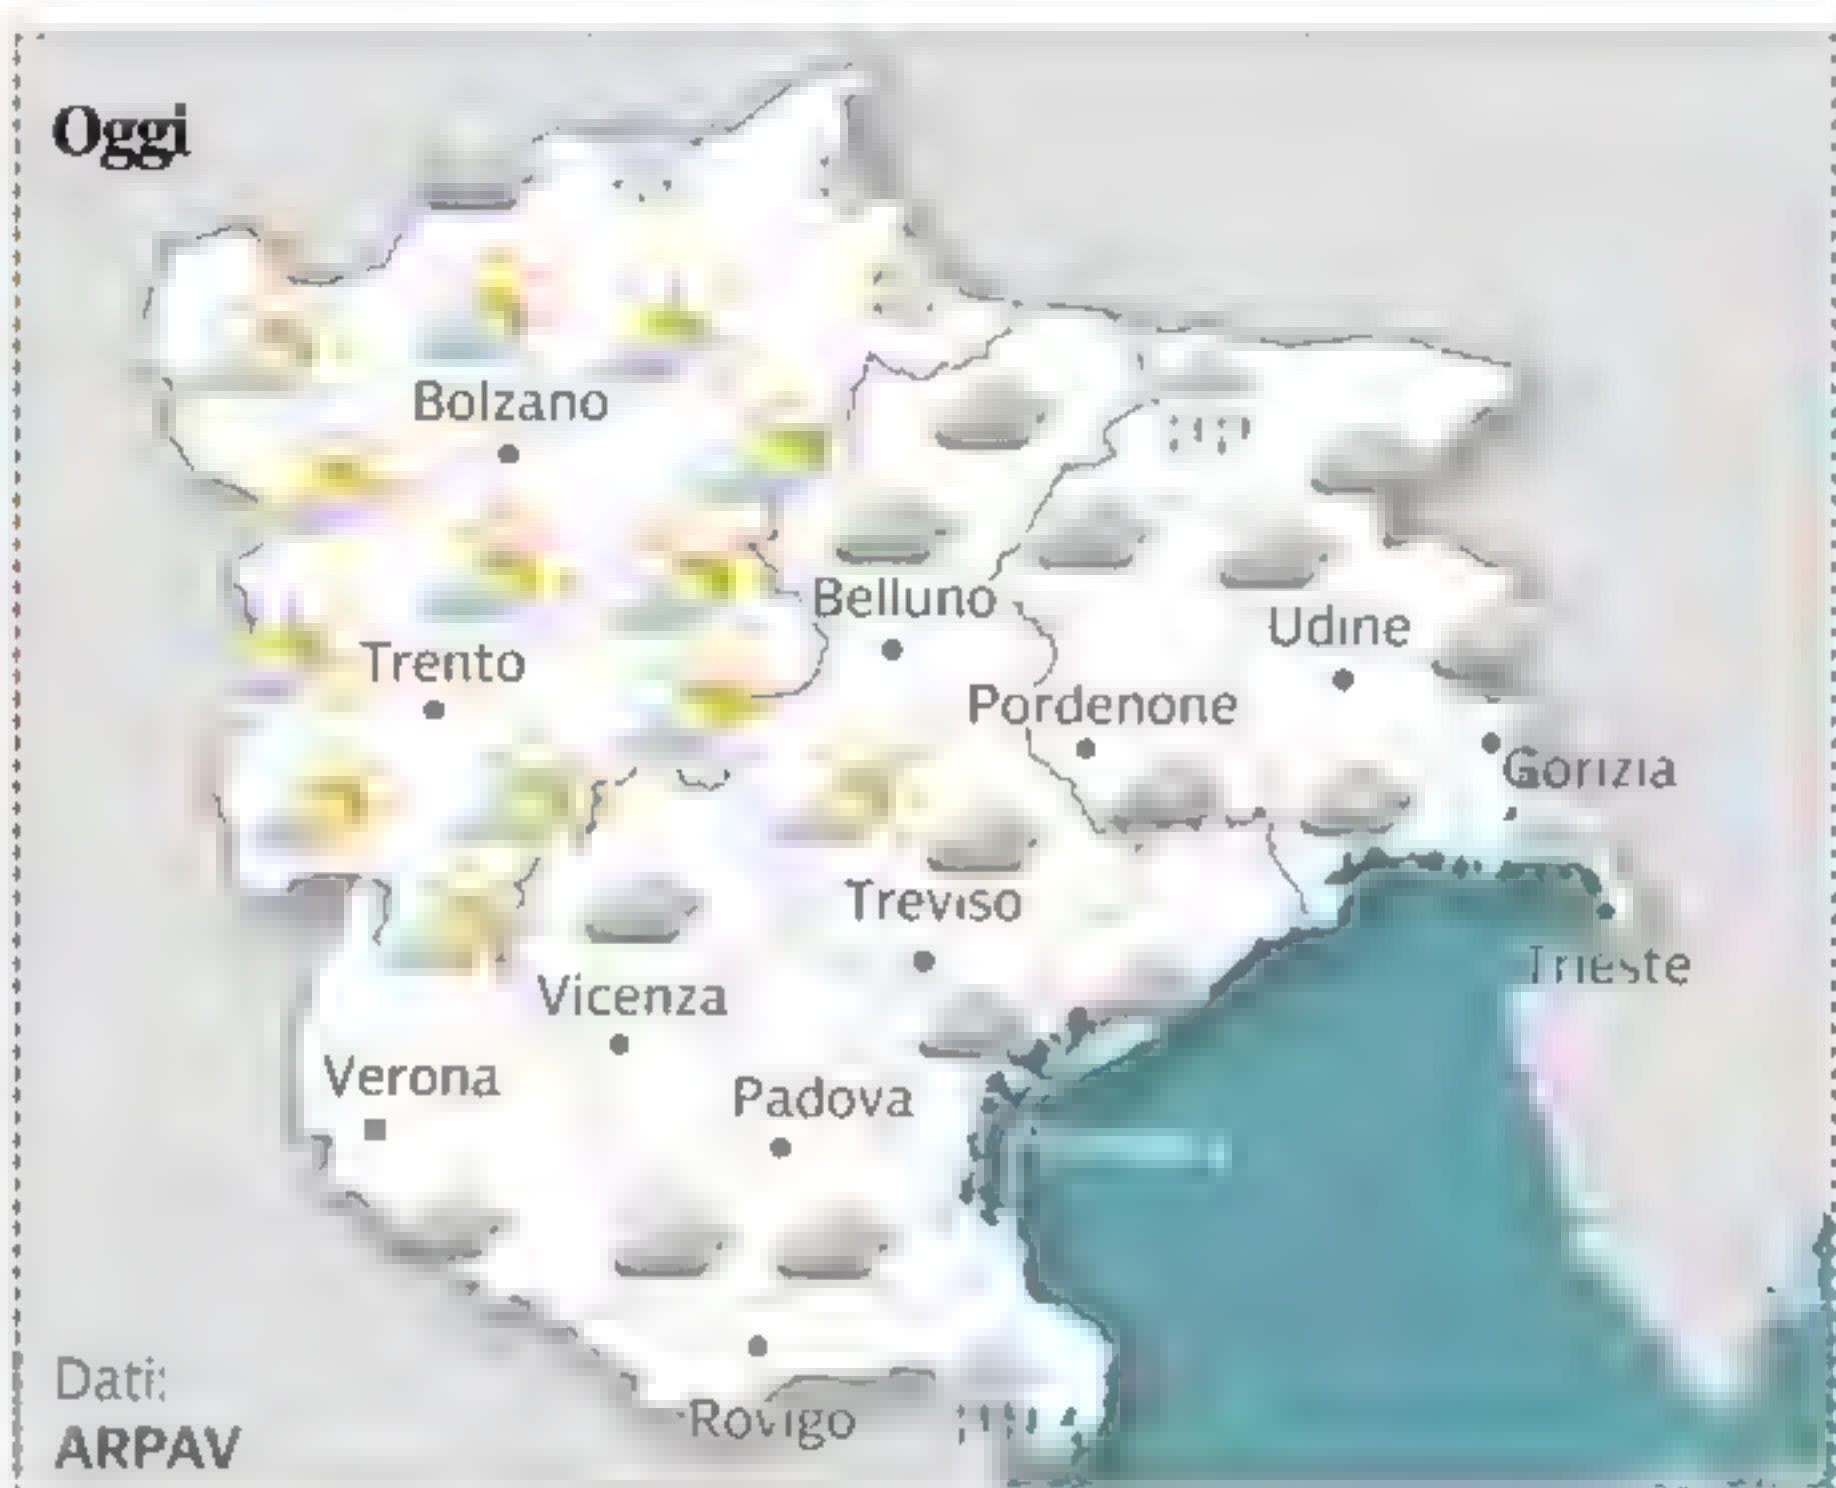 Oggi
Bolzano
Belluno
Udine
Trento
Pordenone
Gorizia
Treviso
Trieste
Vicenza
Verona
Padova
Rovigo
Dati:
ARPAV